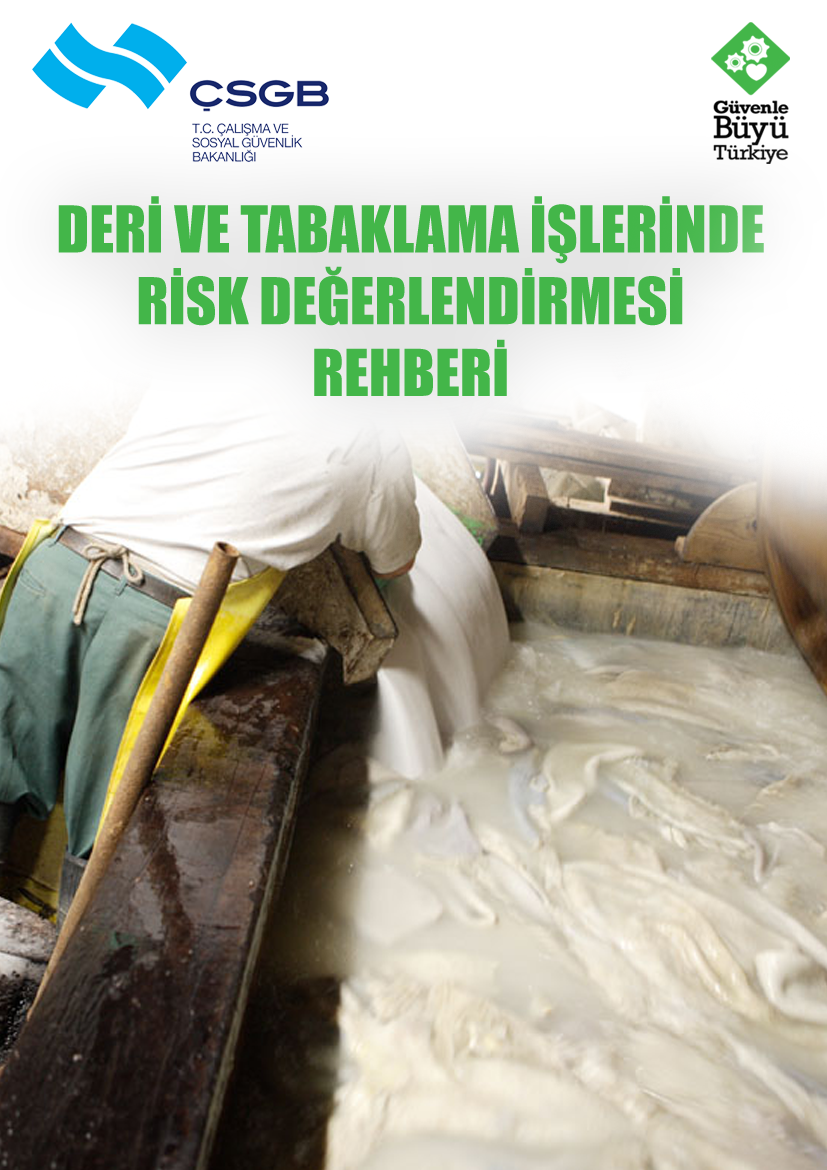 ÇSGB
T.C. ÇALIŞMA VE
SOSYAL GÜVENLİK
BAKANLIĞI
Güvenle
Büyü
Türkiye
DERİ VE TABAKLAMA İŞLERİNDE
RİSK DEĞERLENDİRMESİ
REHBERİ